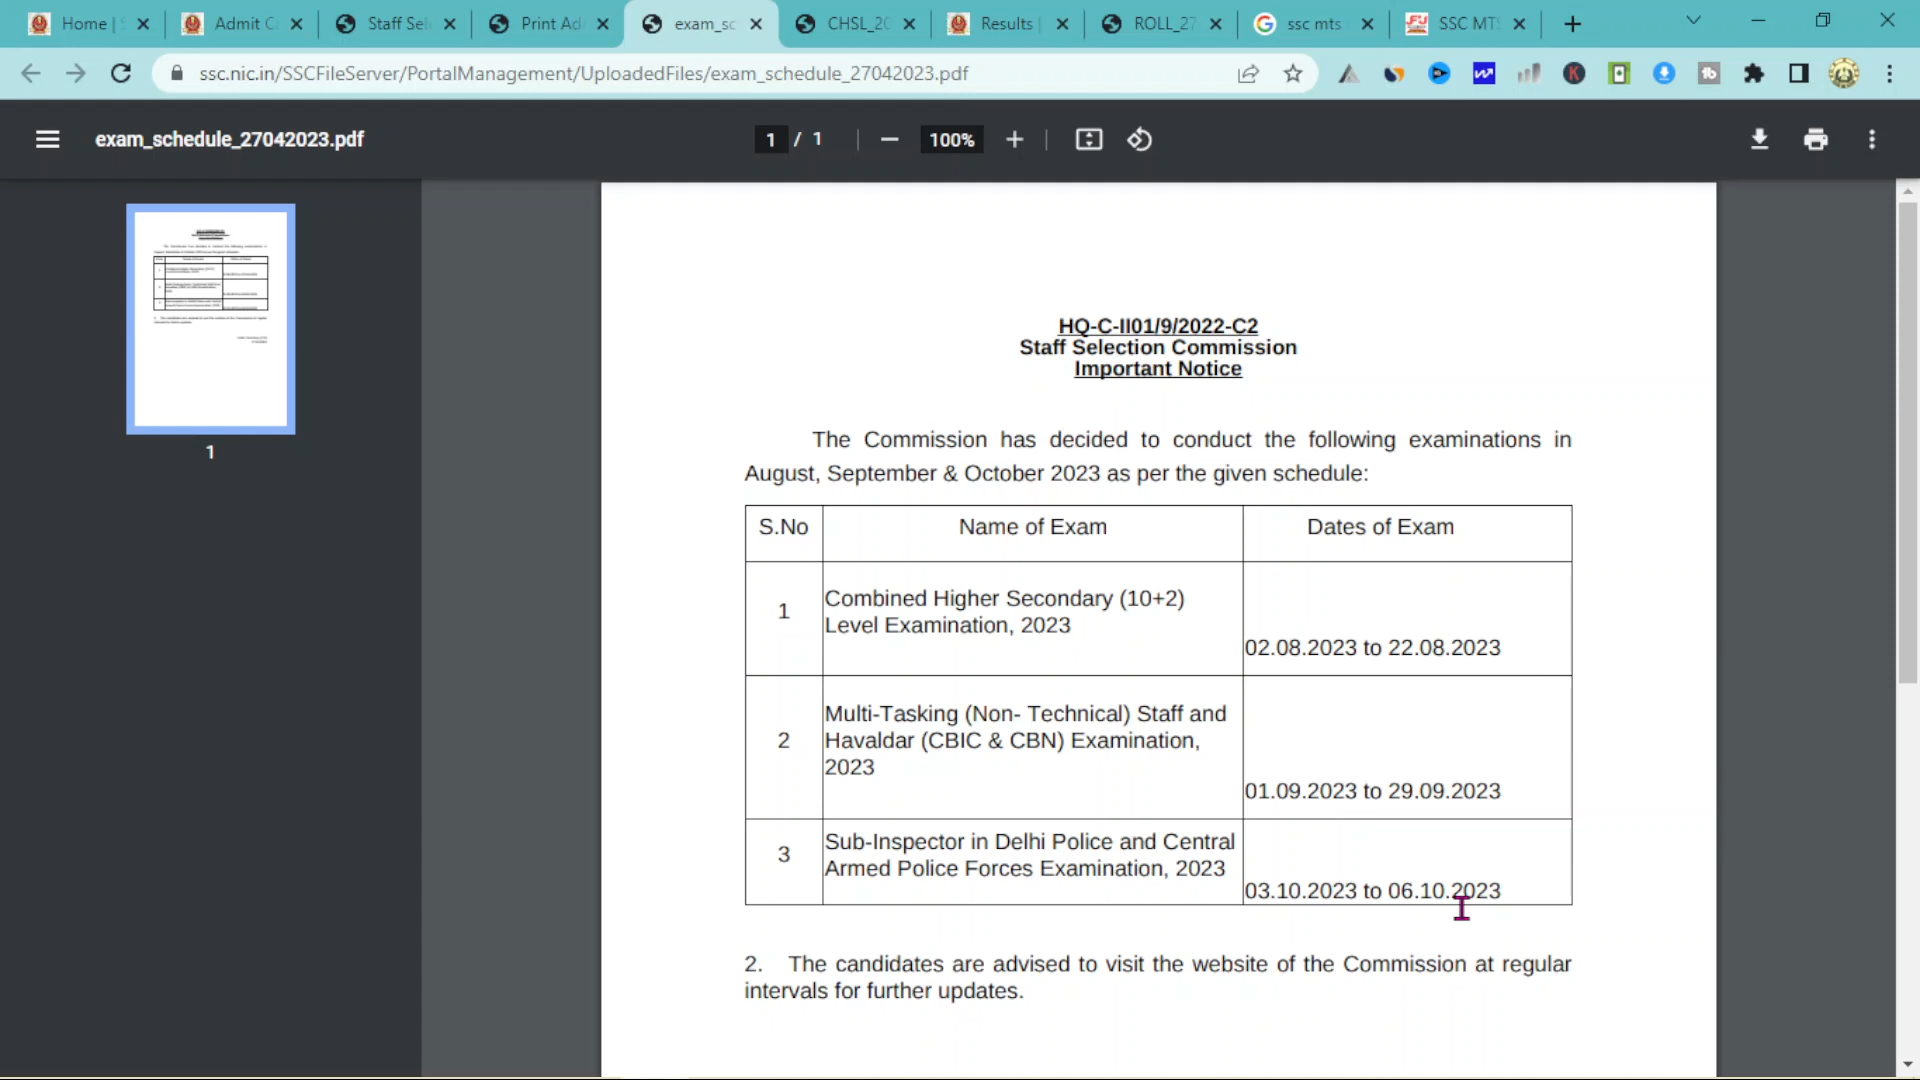 Home | S
Admit C
Staff Sel
Print Ad
exam_sc
CHSL_20
Results |
ROLL_27
ssc mts
SSC MTS
ssc.nic.in/SSCFileServer/PortalManagement/UploadedFiles/exam_schedule_27042023.pdf
exam_schedule_27042023.pdf
1 / 1
100%
1
HQ-C-II01/9/2022-C2
Staff Selection Commission
Important Notice
The Commission has decided to conduct the following examinations in
August, September & October 2023 as per the given schedule:
S.No Name of Exam Dates of Exam
1
Combined Higher Secondary (10+2)
Level Examination, 2023
02.08.2023 to 22.08.2023
2
Multi-Tasking (Non- Technical) Staff and
Havaldar (CBIC & CBN) Examination,
2023
01.09.2023 to 29.09.2023
3
Sub-Inspector in Delhi Police and Central
Armed Police Forces Examination, 2023
03.10.2023 to 06.10.2023
2. The candidates are advised to visit the website of the Commission at regular
intervals for further updates.